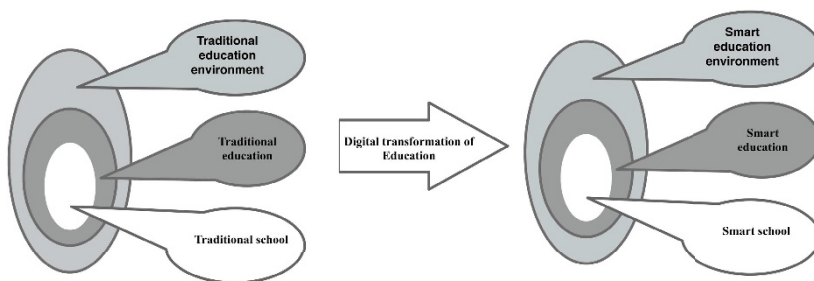 Traditional
education
environment
Traditional
education
Traditional school
Digital transformation of
Education
Smart
education
environment
Smart
education
Smart school